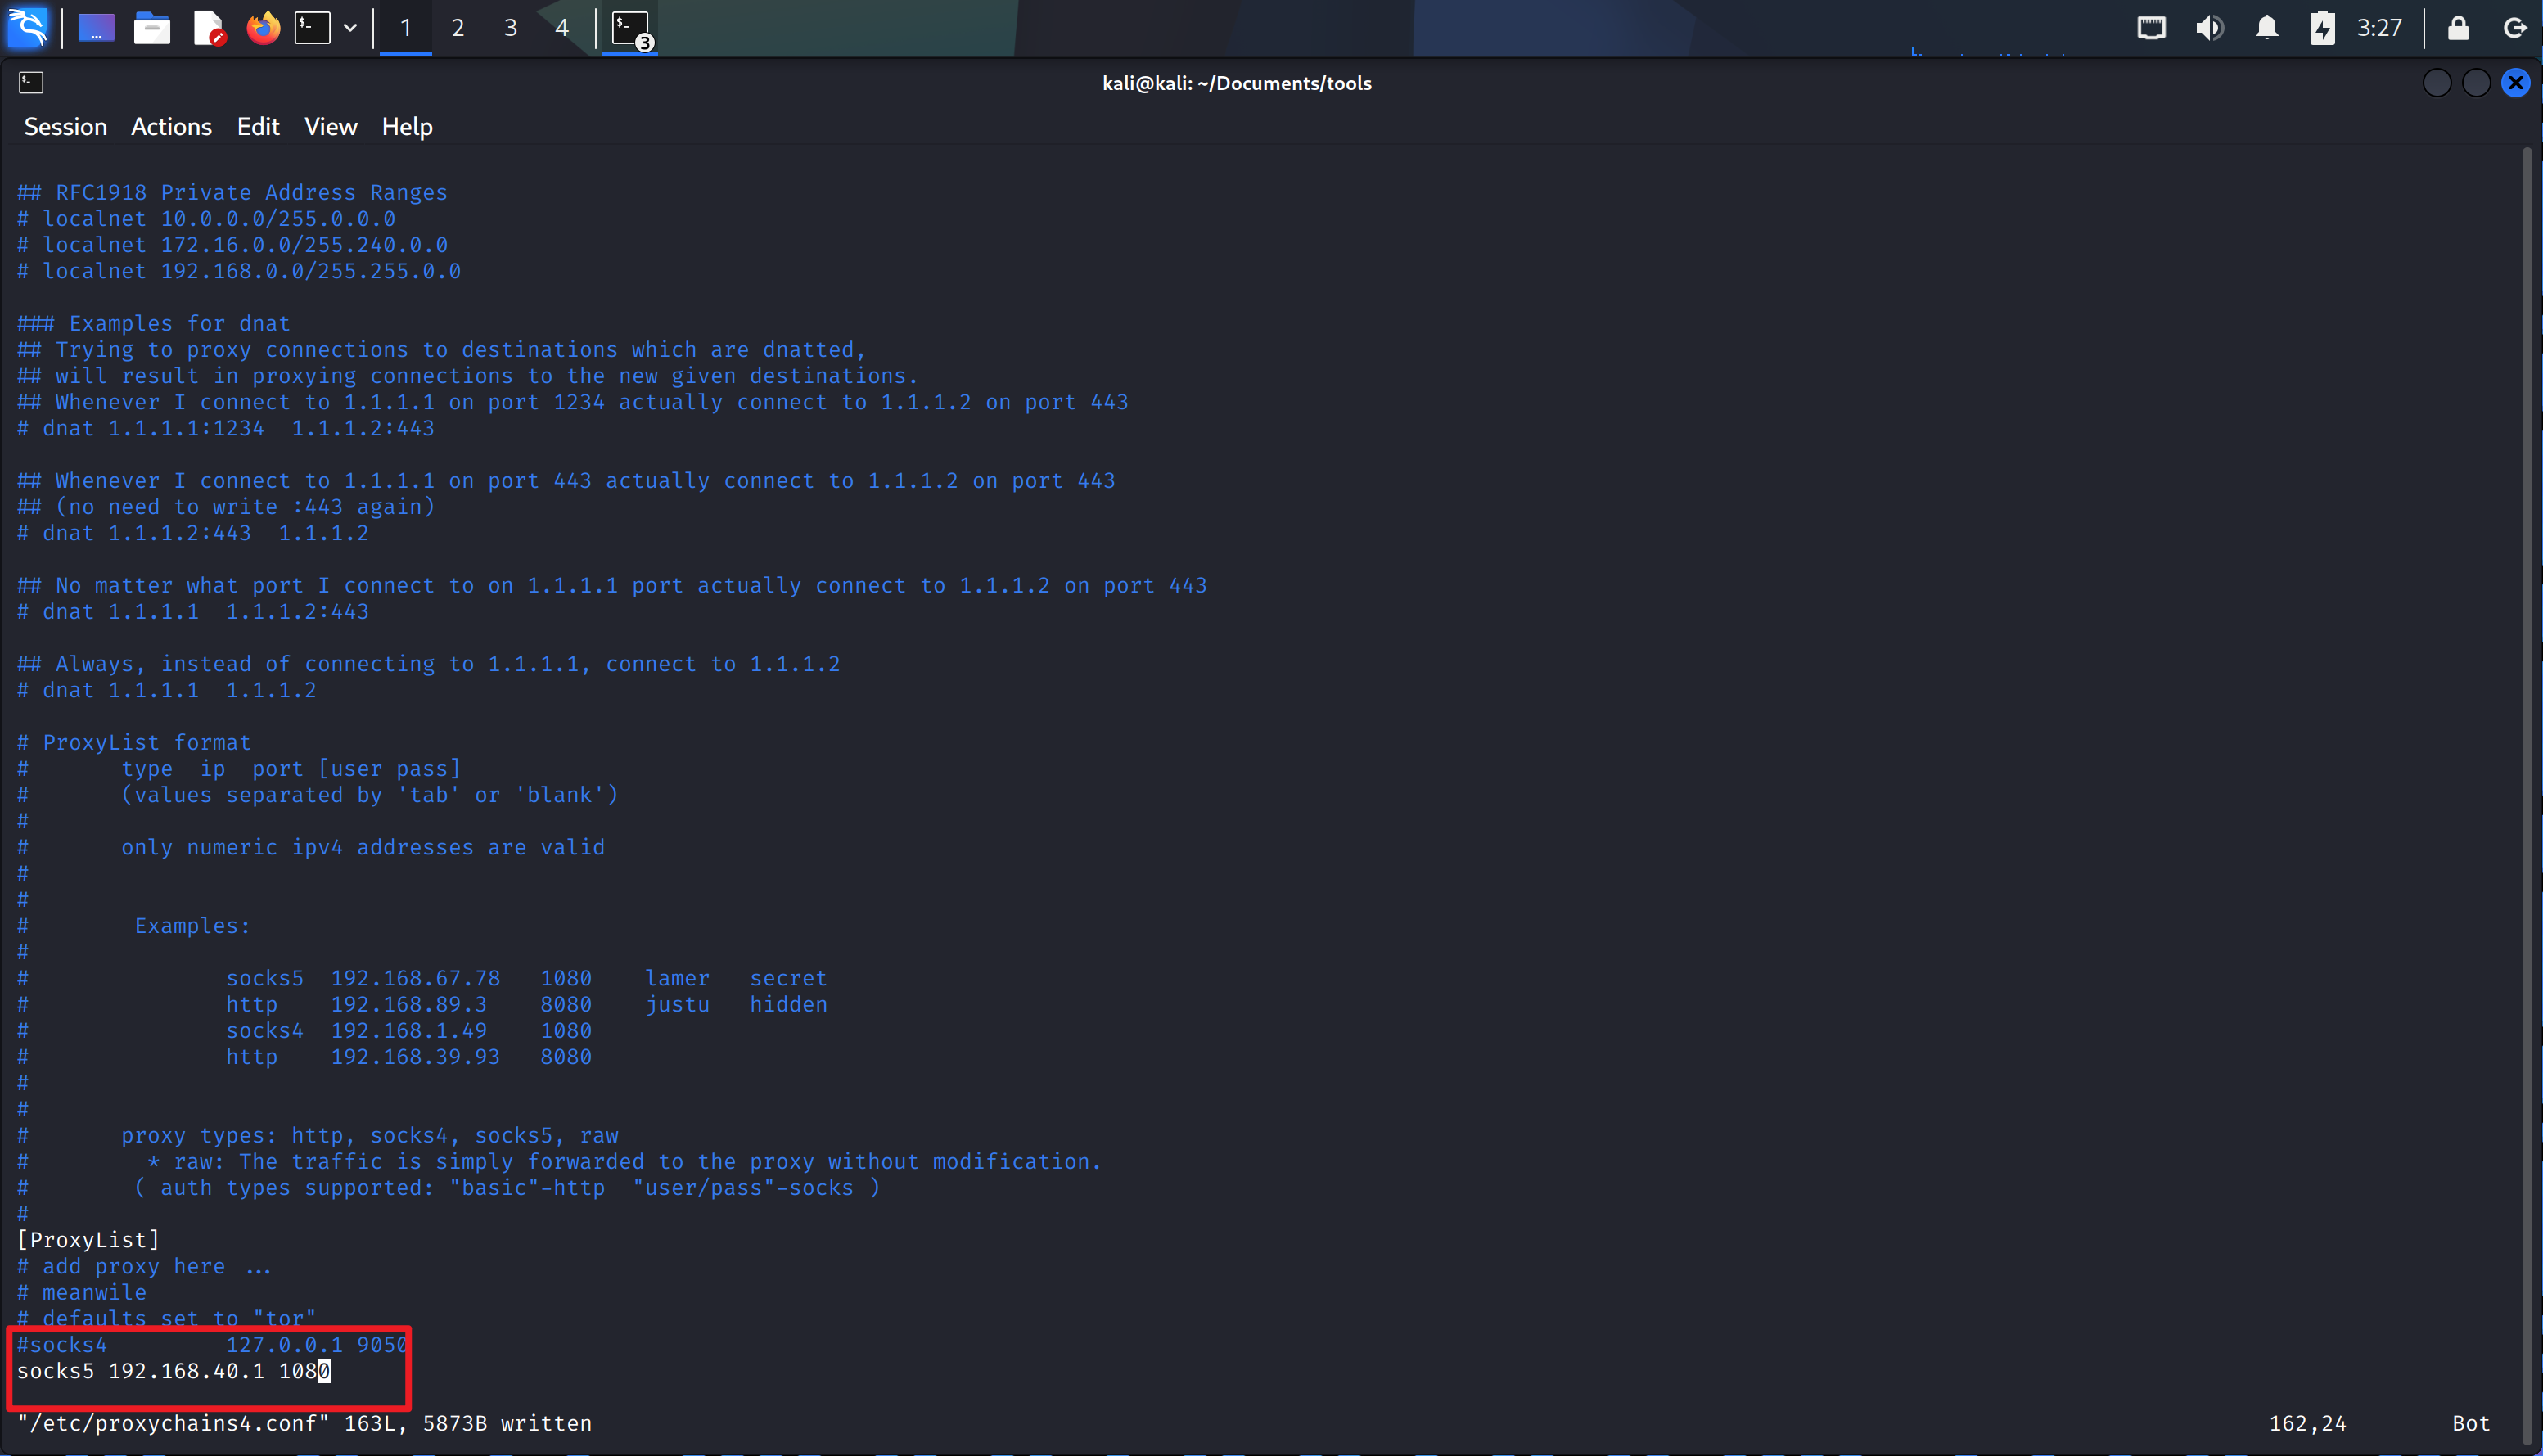 1 2 3 4 3 3:27
kali@kali: ~/Documents/tools
Session Actions Edit View Help
## RFC1918 Private Address Ranges
# localnet 10.0.0.0/255.0.0.0
# localnet 172.16.0.0/255.240.0.0
# localnet 192.168.0.0/255.255.0.0
### Examples for dnat
## Trying to proxy connections to destinations which are dnatted,
## will result in proxying connections to the new given destinations.
## Whenever I connect to 1.1.1.1 on port 1234 actually connect to 1.1.1.2 on port 443
# dnat 1.1.1.1:1234  1.1.1.2:443
## Whenever I connect to 1.1.1.1 on port 443 actually connect to 1.1.1.2 on port 443
## (no need to write :443 again)
# dnat 1.1.1.2:443  1.1.1.2
## No matter what port I connect to on 1.1.1.1 port actually connect to 1.1.1.2 on port 443
# dnat 1.1.1.1  1.1.1.2:443
## Always, instead of connecting to 1.1.1.1, connect to 1.1.1.2
# dnat 1.1.1.1  1.1.1.2
# ProxyList format
#       type  ip  port [user pass]
#       (values separated by 'tab' or 'blank')
#
#       only numeric ipv4 addresses are valid
#
#
#        Examples:
#
#               socks5  192.168.67.78   1080    lamer   secret
#               http    192.168.89.3    8080    justu   hidden
#               socks4  192.168.1.49    1080
#               http    192.168.39.93   8080
#
#
#       proxy types: http, socks4, socks5, raw
#         * raw: The traffic is simply forwarded to the proxy without modification.
#        ( auth types supported: "basic"-http  "user/pass"-socks )
#
[ProxyList]
# add proxy here ...
# meanwile
# defaults set to "tor"
#socks4         127.0.0.1 9050
socks5 192.168.40.1 1080
"/etc/proxychains4.conf" 163L, 5873B written 162,24 Bot